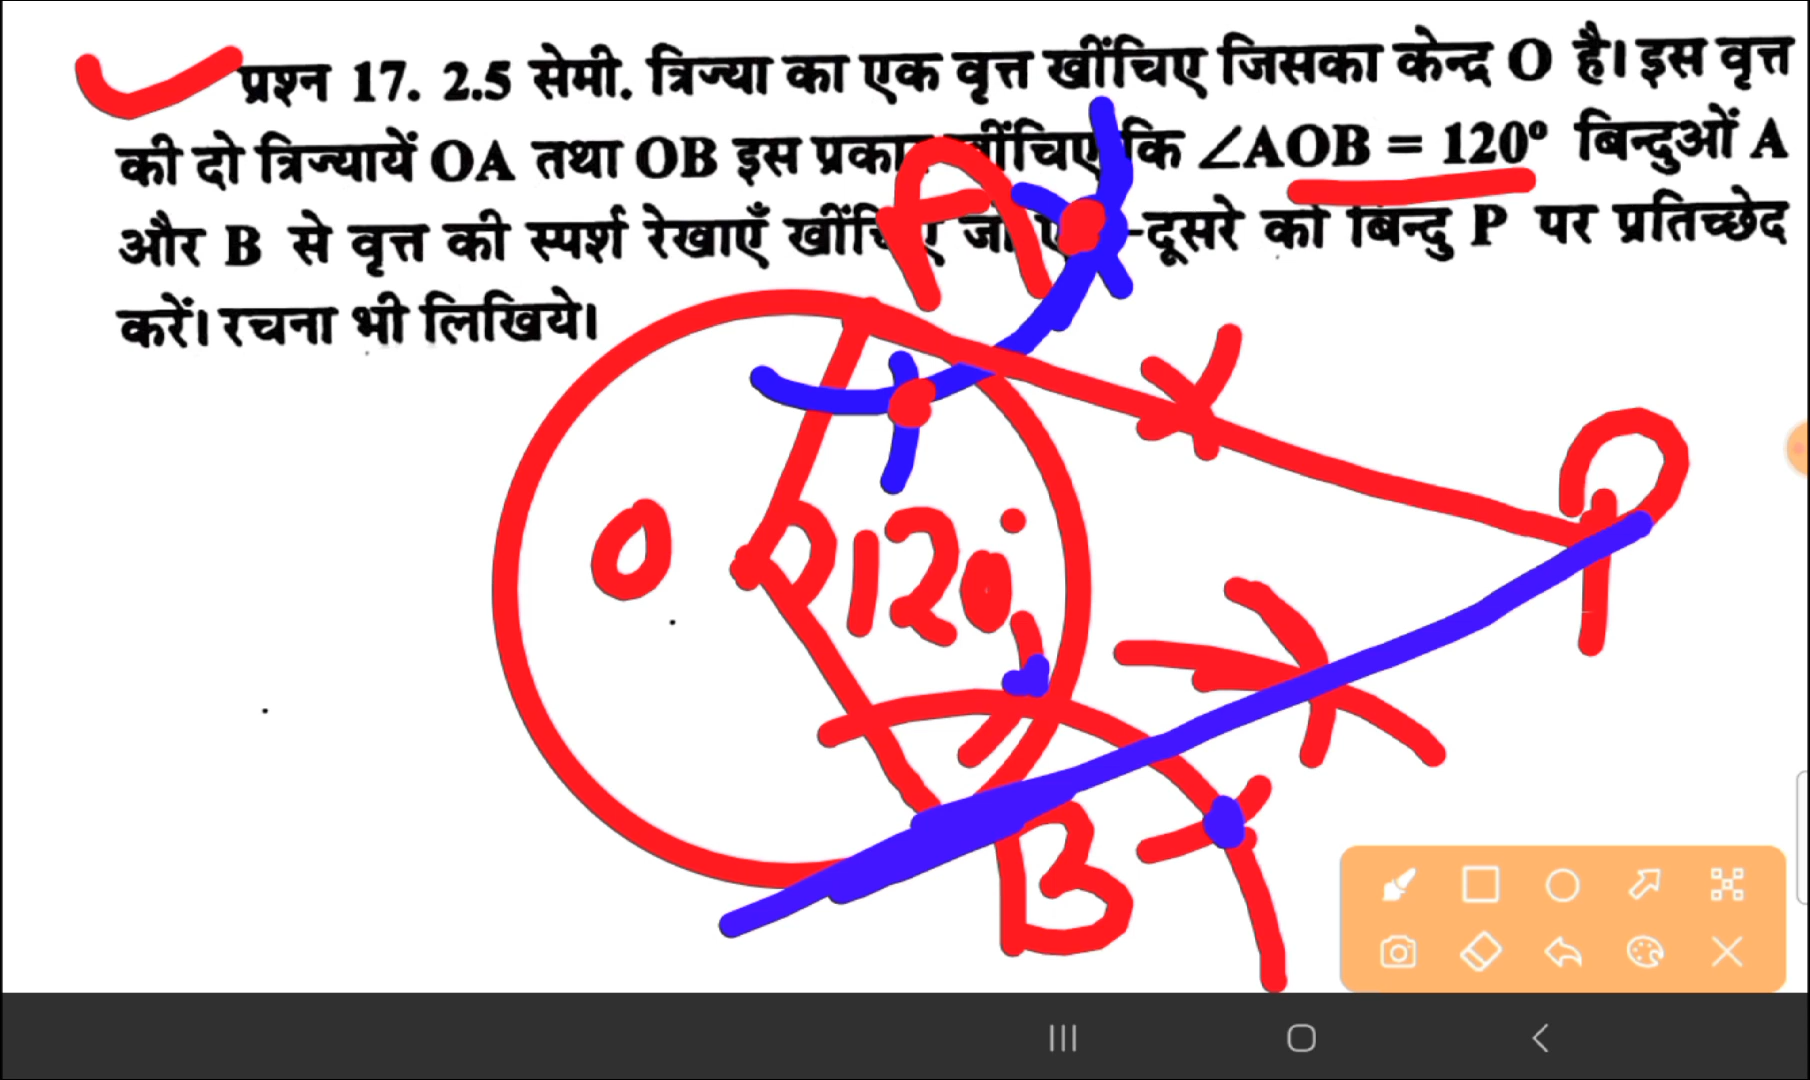 प्रश्न 17. 2.5 सेमी. त्रिज्या का एक वृत्त खींचिए जिसका केन्द्र O है। इस वृत्त
की दो त्रिज्यायें OA तथा OB इस प्रकार खींचिए कि ∠AOB = 120° बिन्दुओं A
और B से वृत्त की स्पर्श रेखाएँ खींचिए जो -दूसरे को बिन्दु P पर प्रतिच्छेद
करें। रचना भी लिखिये।
A
P
O 120°
B